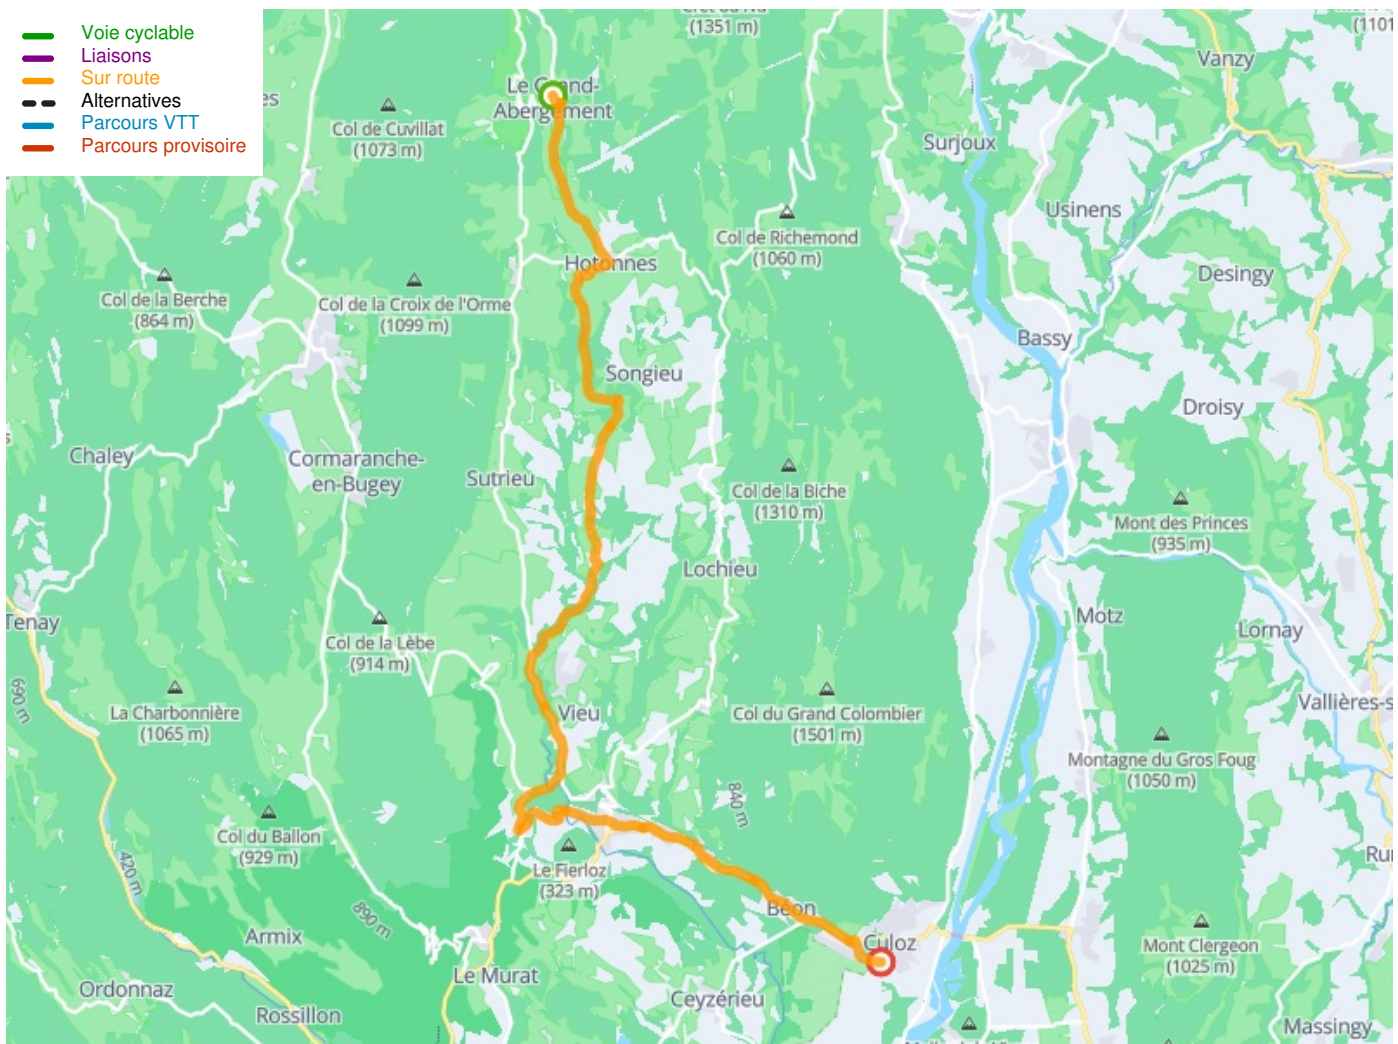 Voie cyclable
Liaisons
Sur route
Alternatives
Parcours VTT
Parcours provisoire
(1351 m)
(1101
Vanzy
Le Grand-
Abergement
Col de Cuvillat
(1073 m)
Surjoux
Usinens
Col de Richemond
(1060 m)
Hotonnes
Desingy
Col de la Berche
(864 m)
Col de la Croix de l'Orme
(1099 m)
Bassy
Songieu
Droisy
Chaley
Cormaranche-
en-Bugey
Sutrieu
Col de la Biche
(1310 m)
Mont des Princes
(935 m)
Lochieu
Tenay
Motz
Lornay
Col de la Lèbe
(914 m)
690 m
La Charbonnière
(1065 m)
Vieu
Col du Grand Colombier
(1501 m)
Vallières-s
Montagne du Gros Foug
(1050 m)
840 m
Col du Ballon
(929 m)
420 m
Le Fierloz
(323 m)
Ru
890 m
Béon
Armix
Culoz
Mont Clergeon
(1025 m)
Le Murat
Ordonnaz
Ceyzérieu
Rossillon
Massingy